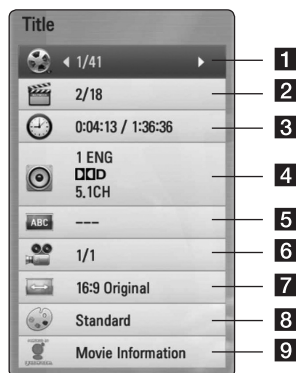 Title
1/41
1
2/18
2
0:04:13 / 1:36:36
3
1 ENG
DD D
5.1CH
4
ABC
---
5
1/1
6
16:9 Original
7
Standard
8
Movie Information
9